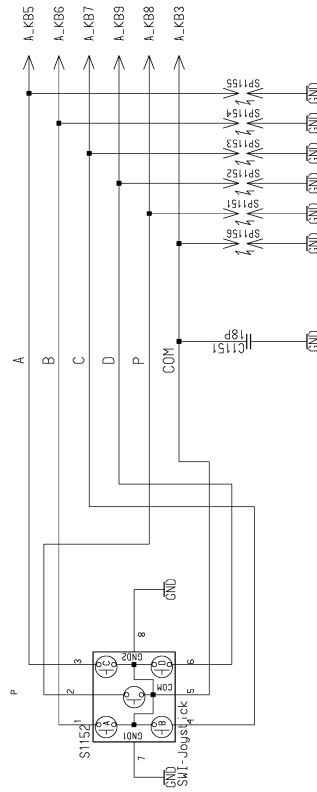 A_KB5
A_KB6
A_KB7
A_KB9
A_KB8
A_KB3
SP1155
GND
SP1154
GND
SP1153
GND
SP1152
GND
SP1151
GND
SP1156
GND
A
B
C
D
P
COM
C1151
18P
GND
P
GND
8
3
2
1
C
GND2
D
6
COM
5
A
GND1
B
4
S1152
7
GND
SWI-Joystick